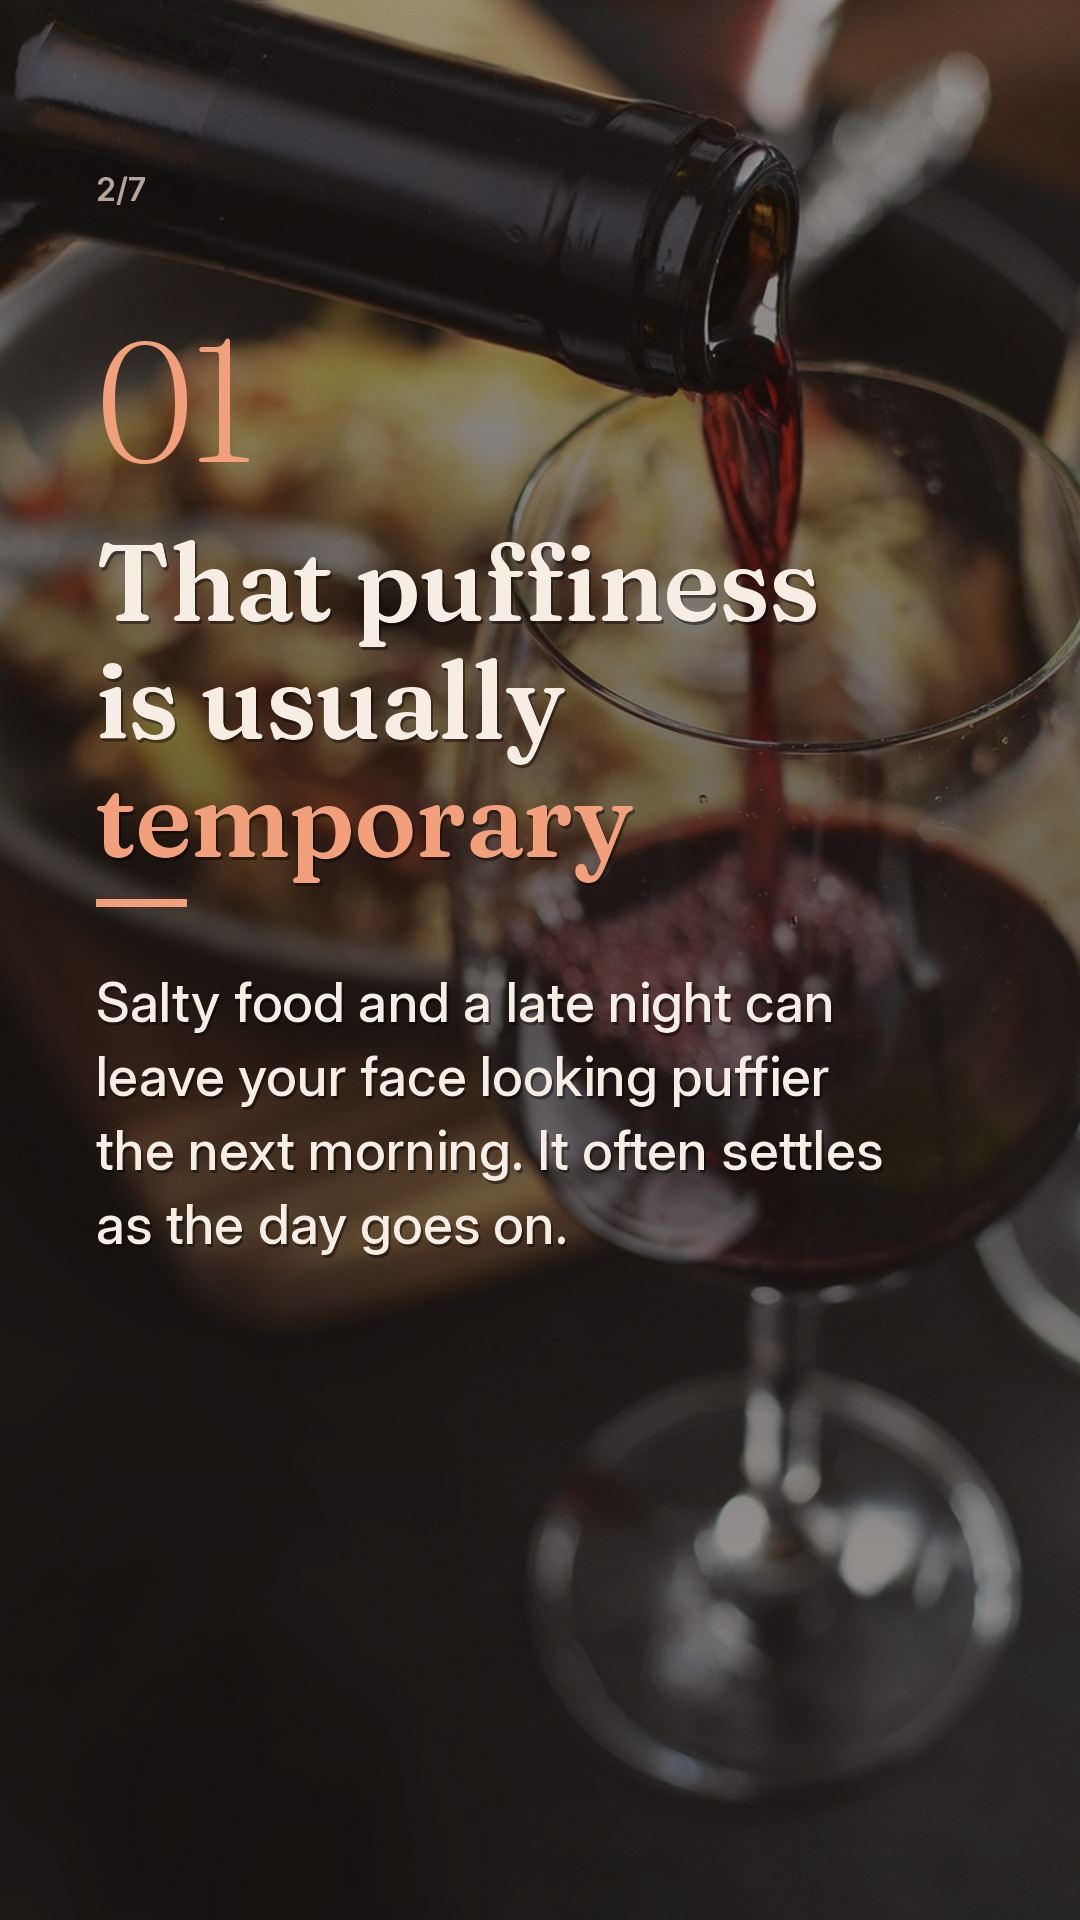 2/7
01
That puffiness
is usually
temporary
Salty food and a late night can
leave your face looking puffier
the next morning. It often settles
as the day goes on.